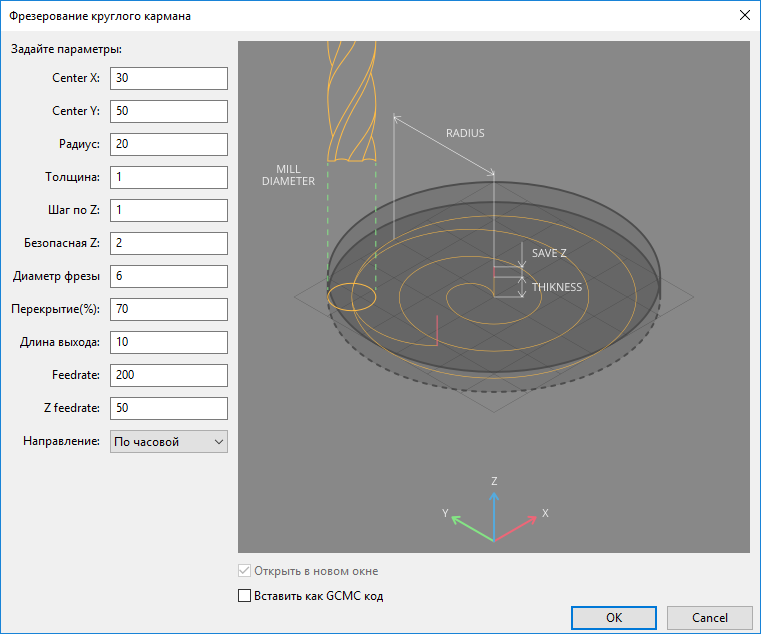 Фрезерование круглого кармана
Задайте параметры:
Center X: 30
Center Y: 50
Радиус: 20
Толщина: 1
Шаг по Z: 1
Безопасная Z: 2
Диаметр фрезы 6
Перекрытие(%): 70
Длина выхода: 10
Feedrate: 200
Z feedrate: 50
Направление: По часовой
RADIUS
MILL
DIAMETER
SAVE Z
THIKNESS
Z
Y
X
Открыть в новом окне
Вставить как GCMC код
OK
Cancel